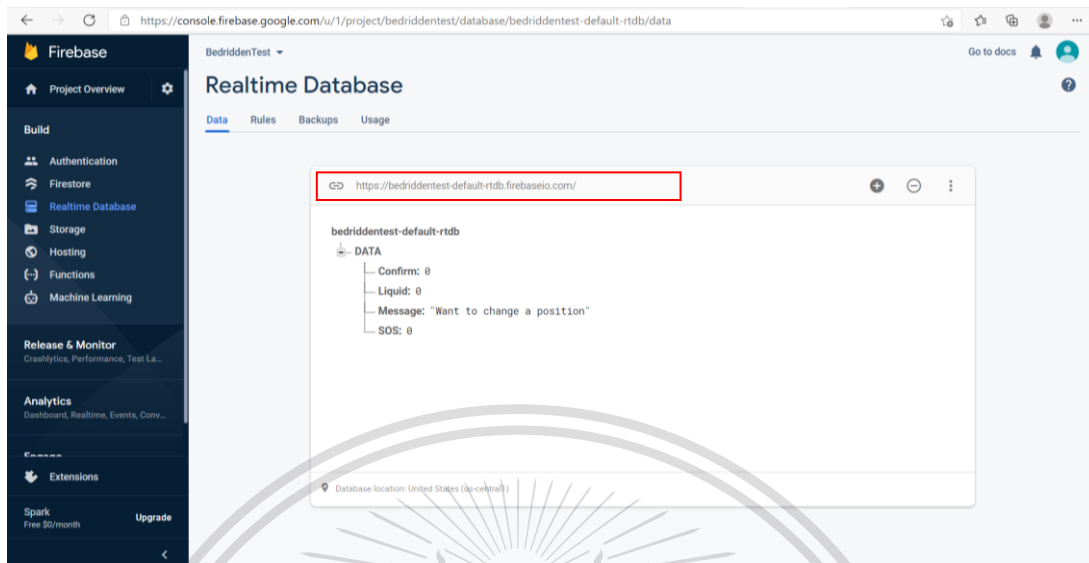 https://console.firebase.google.com/u/1/project/bedriddentest/database/bedriddentest-default-rtdb/data
Firebase
Project Overview
Build
Authentication
Firestore
Realtime Database
Storage
Hosting
Functions
Machine Learning
Release & Monitor
Crashlytics, Performance, Test La...
Analytics
Dashboard, Realtime, Events, Conv...
Engage
Extensions
Spark
Free $0/month
Upgrade
BedriddenTest
Go to docs
Realtime Database
Data Rules Backups Usage
https://bedriddentest-default-rtdb.firebaseio.com/
bedriddentest-default-rtdb
DATA
Confirm: 0
Liquid: 0
Message: "Want to change a position"
SOS: 0
Database location: United States (us-central1)